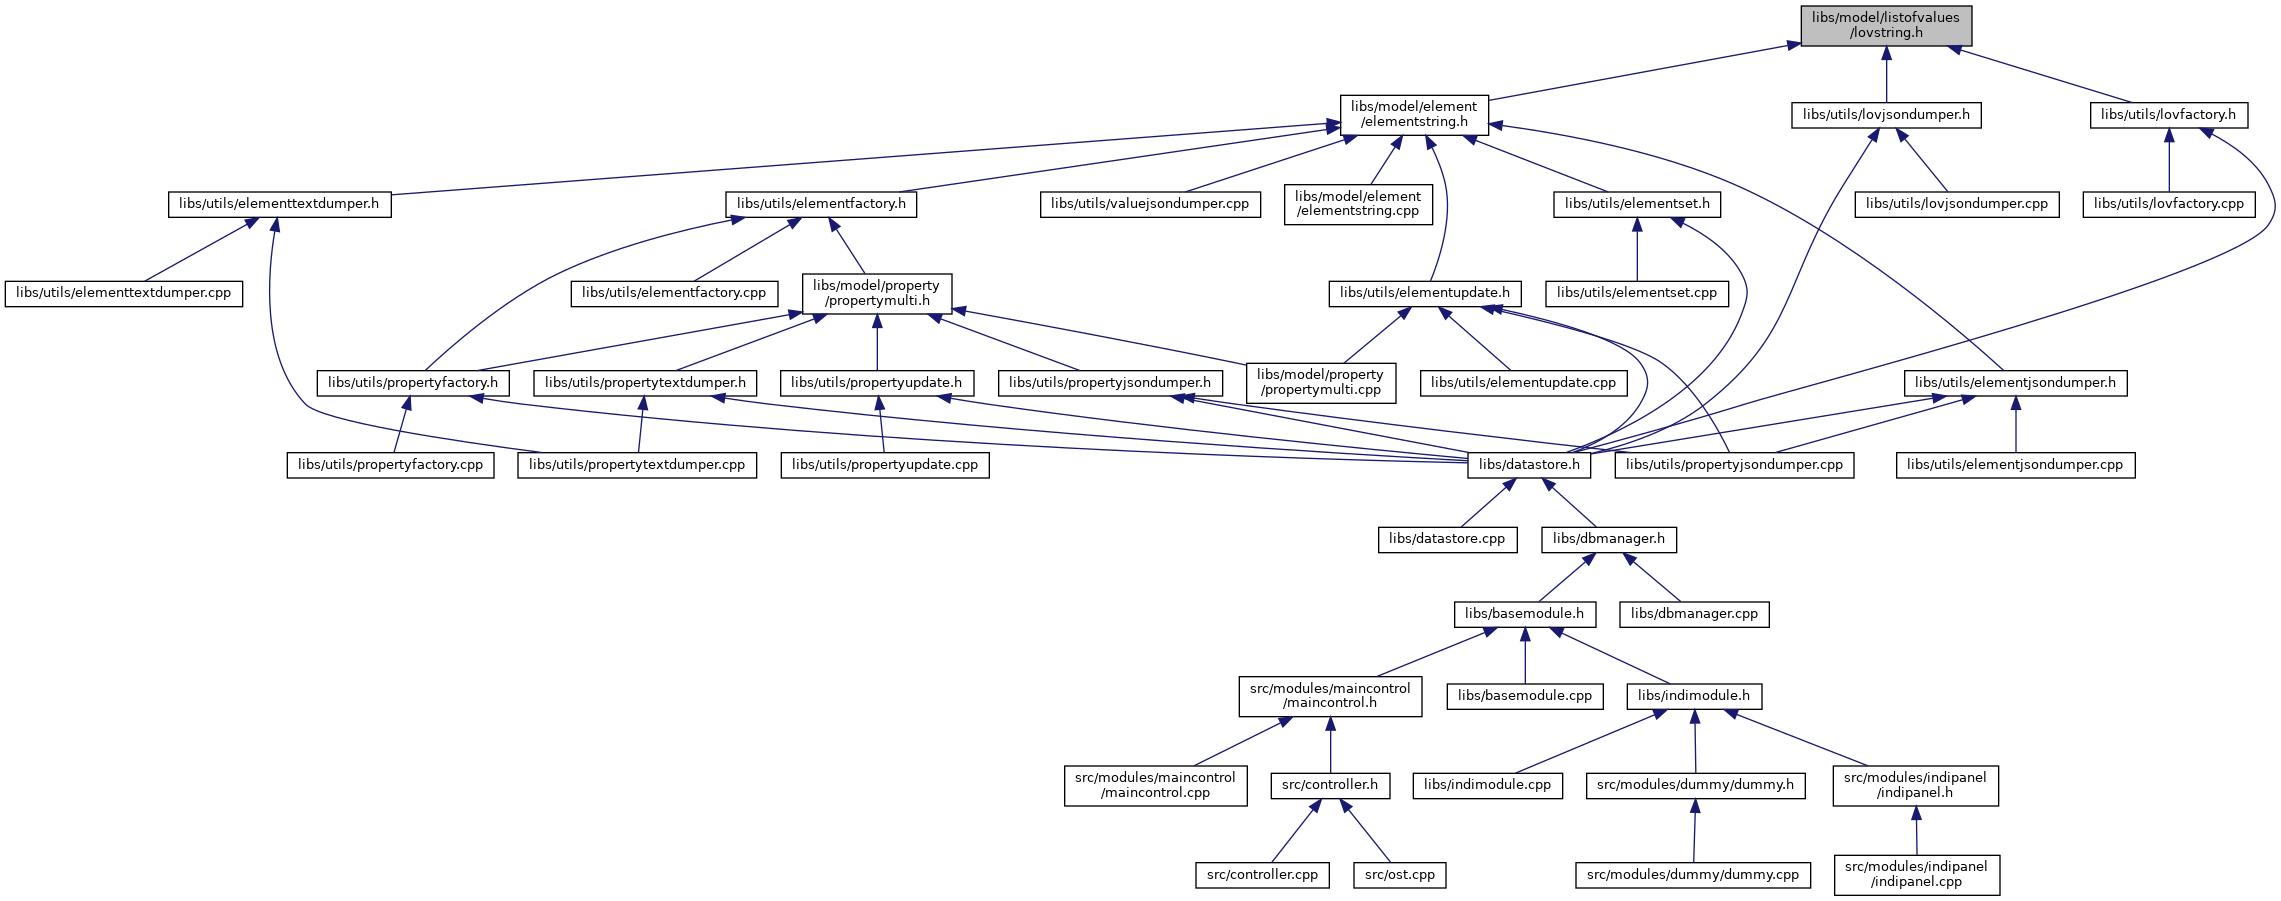 libs/model/listofvalues
/lovstring.h
libs/model/element
/elementstring.h
libs/utils/lovjsondumper.h
libs/utils/lovfactory.h
libs/utils/elementtextdumper.h
libs/utils/elementfactory.h
libs/utils/valuejsondumper.cpp
libs/model/element
/elementstring.cpp
libs/utils/elementset.h
libs/utils/lovjsondumper.cpp
libs/utils/lovfactory.cpp
libs/utils/elementtextdumper.cpp
libs/utils/elementfactory.cpp
libs/model/property
/propertymulti.h
libs/utils/elementupdate.h
libs/utils/elementset.cpp
libs/utils/propertyfactory.h
libs/utils/propertytextdumper.h
libs/utils/propertyupdate.h
libs/utils/propertyjsondumper.h
libs/model/property
/propertymulti.cpp
libs/utils/elementupdate.cpp
libs/utils/elementjsondumper.h
libs/utils/propertyfactory.cpp
libs/utils/propertytextdumper.cpp
libs/utils/propertyupdate.cpp
libs/datastore.h
libs/utils/propertyjsondumper.cpp
libs/utils/elementjsondumper.cpp
libs/datastore.cpp
libs/dbmanager.h
libs/basemodule.h
libs/dbmanager.cpp
src/modules/maincontrol
/maincontrol.h
libs/basemodule.cpp
libs/indimodule.h
src/modules/maincontrol
/maincontrol.cpp
src/controller.h
libs/indimodule.cpp
src/modules/dummy/dummy.h
src/modules/indipanel
/indipanel.h
src/controller.cpp
src/ost.cpp
src/modules/dummy/dummy.cpp
src/modules/indipanel
/indipanel.cpp